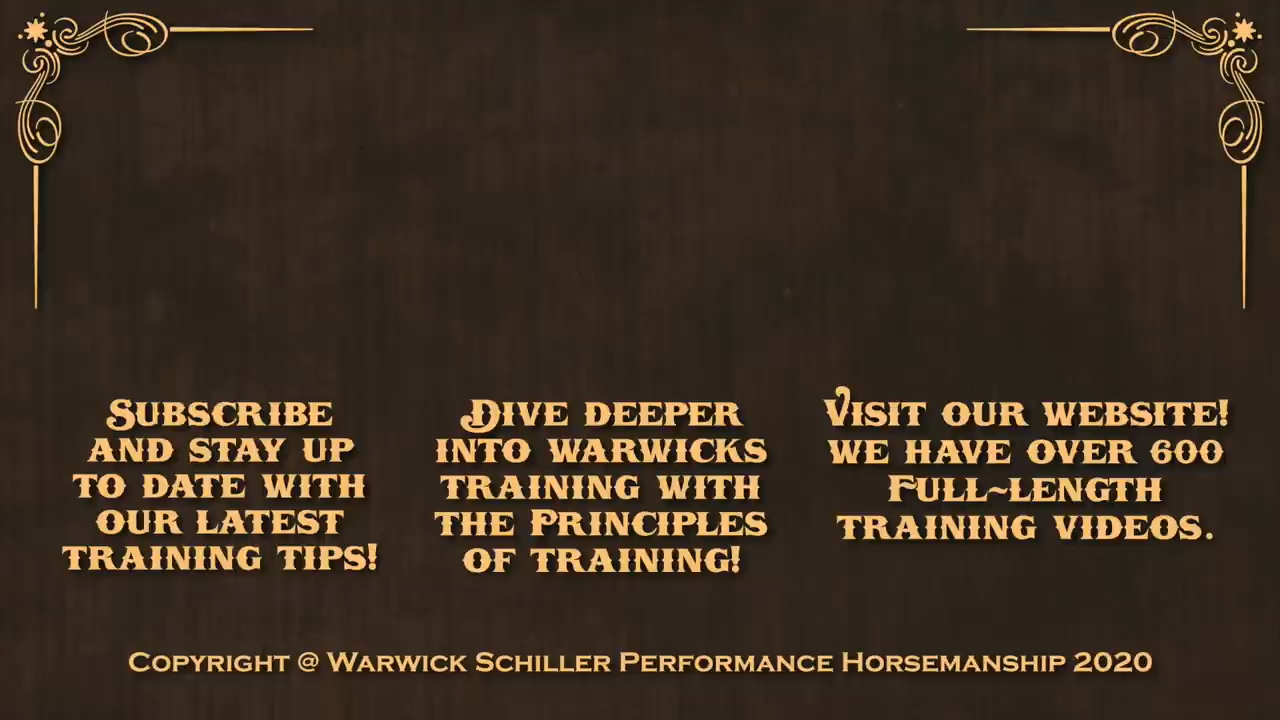 Subscribe
and stay up
to date with
our latest
training tips!
Dive deeper
into warwicks
training with
the Principles
of training!
Visit our website!
we have over 600
Full~length
training videos.
Copyright @ Warwick Schiller Performance Horsemanship 2020